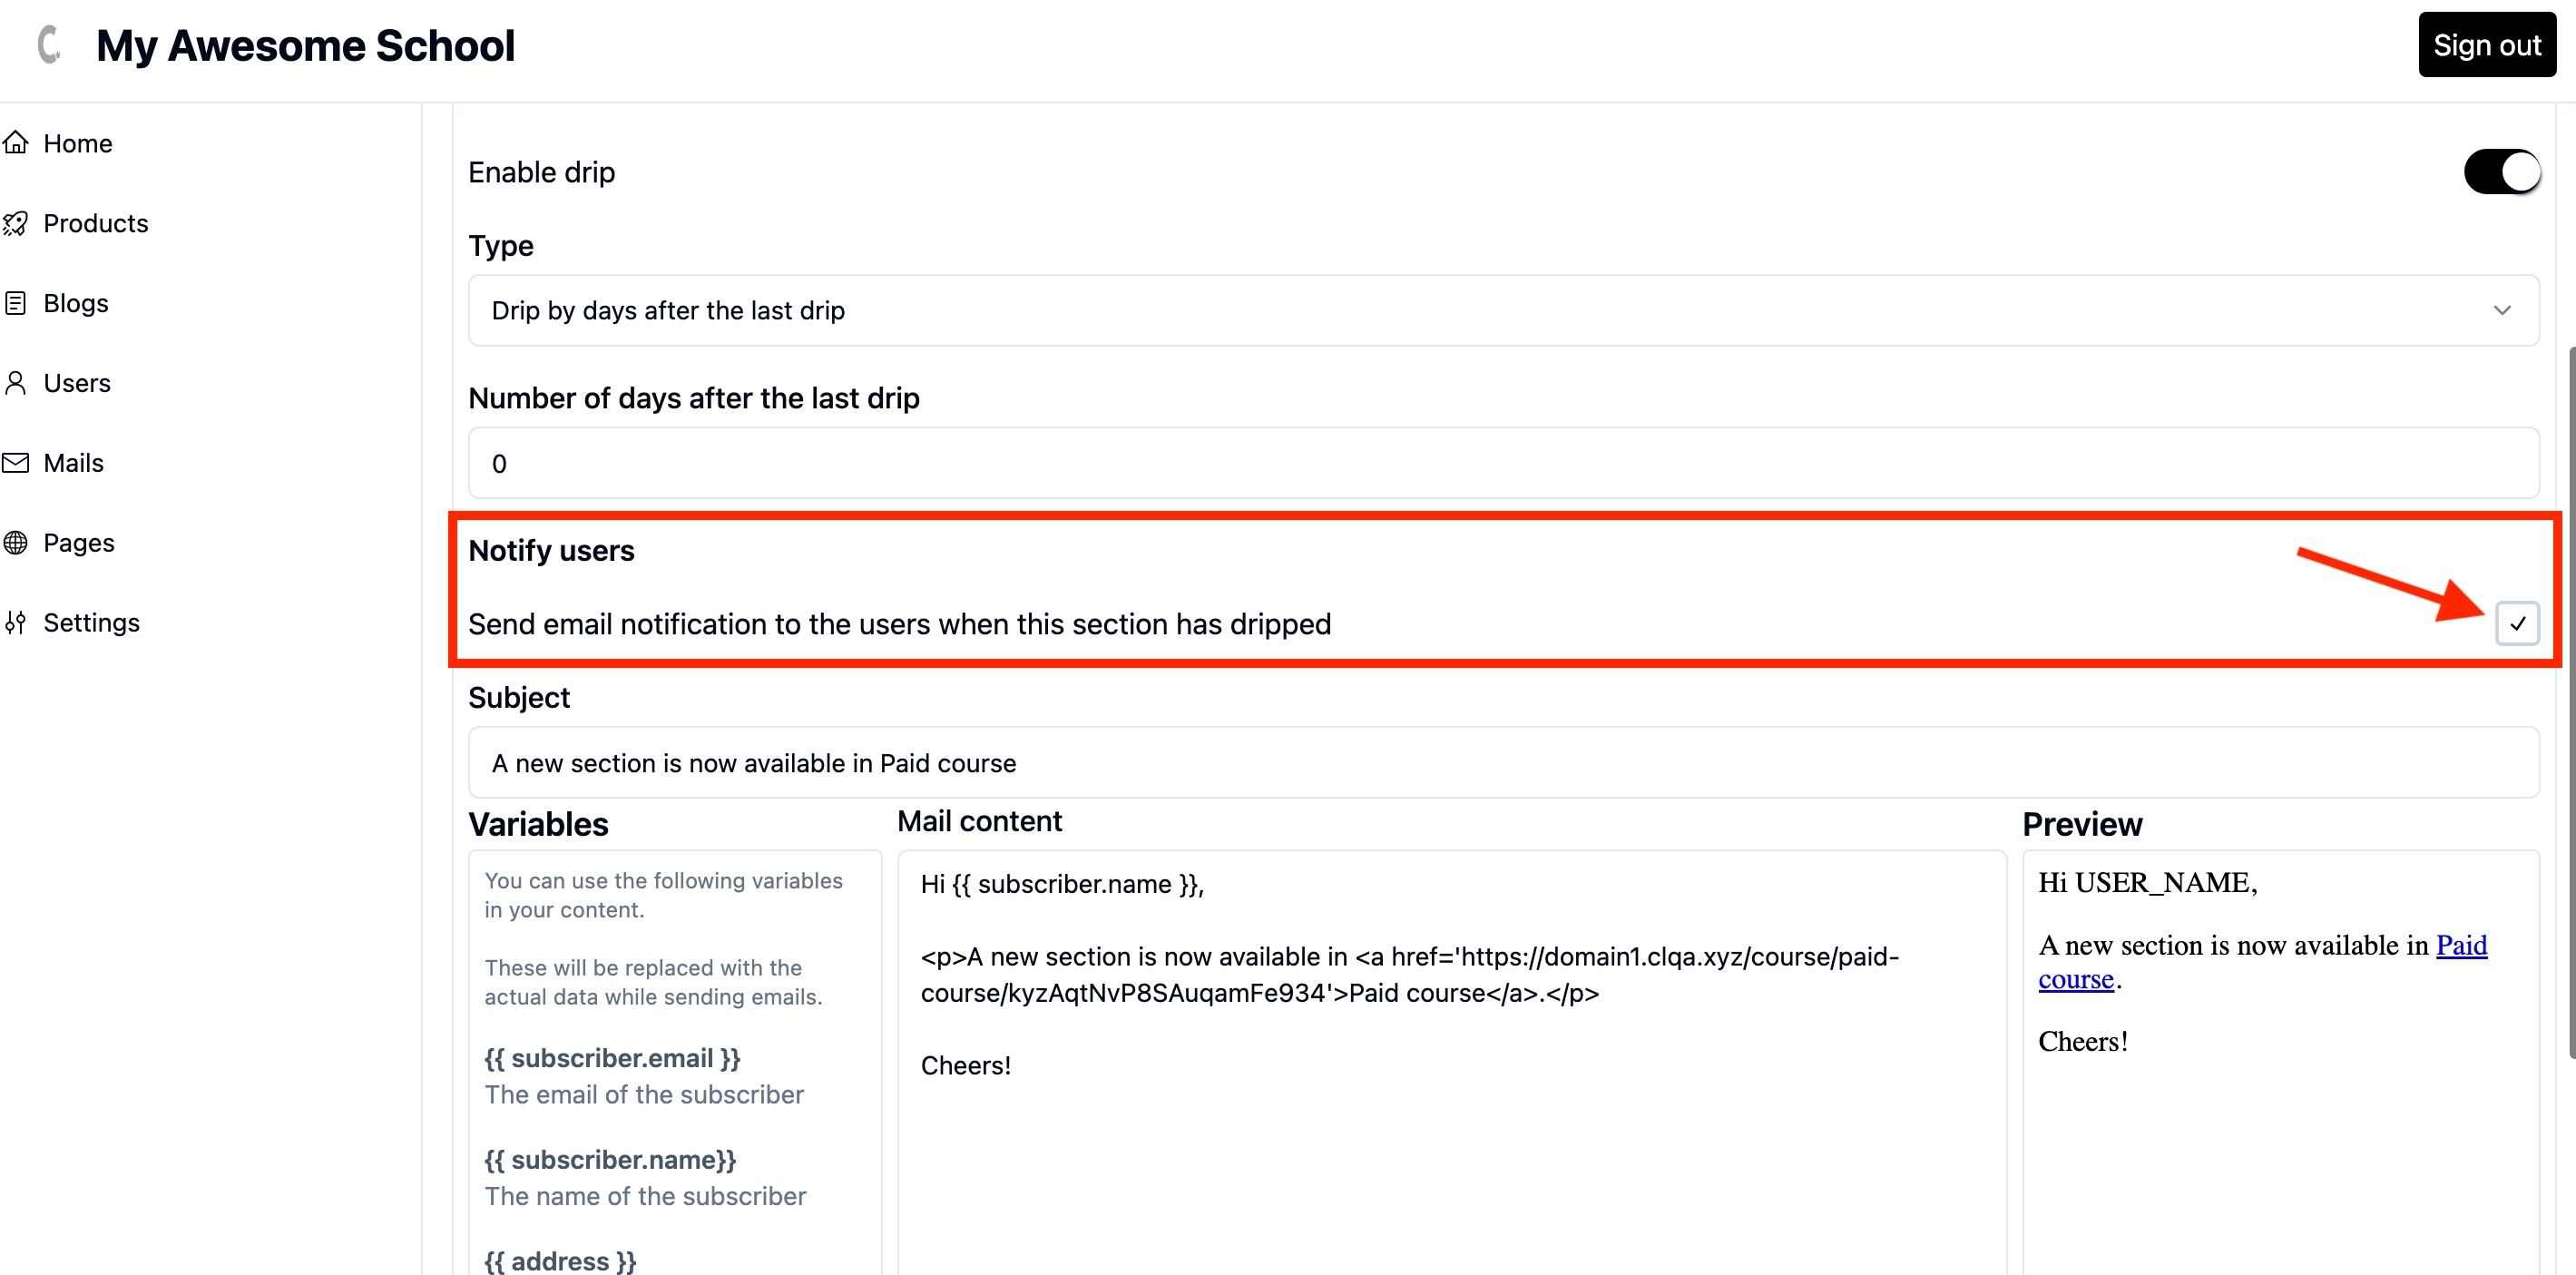 My Awesome School
Sign out
Home
Products
Blogs
Users
Mails
Pages
Settings
Enable drip
Type
Drip by days after the last drip
Number of days after the last drip
0
Notify users
Send email notification to the users when this section has dripped
Subject
A new section is now available in Paid course
Variables
You can use the following variables
in your content.
These will be replaced with the
actual data while sending emails.
{{ subscriber.email }}
The email of the subscriber
{{ subscriber.name}}
The name of the subscriber
{{ address }}
Mail content
Hi {{ subscriber.name }},
<p>A new section is now available in <a href='https://domain1.clqa.xyz/course/paid-
course/kyzAqtNvP8SAuqamFe934'>Paid course</a>.</p>
Cheers!
Preview
Hi USER_NAME,
A new section is now available in Paid
course.
Cheers!